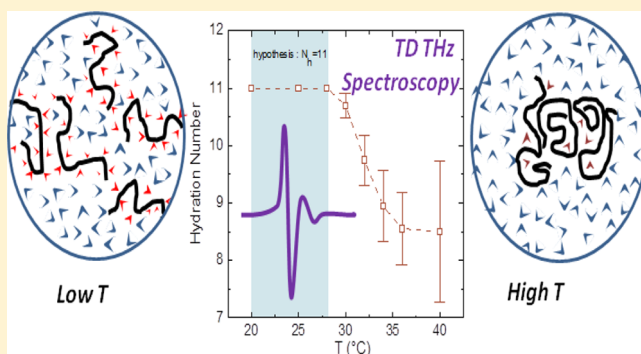 hypothesis : N_h=11
TD THz
Spectroscopy
12
11
10
9
8
7
Hydration Number
20
25
30
35
40
T (°C)
Low T
High T